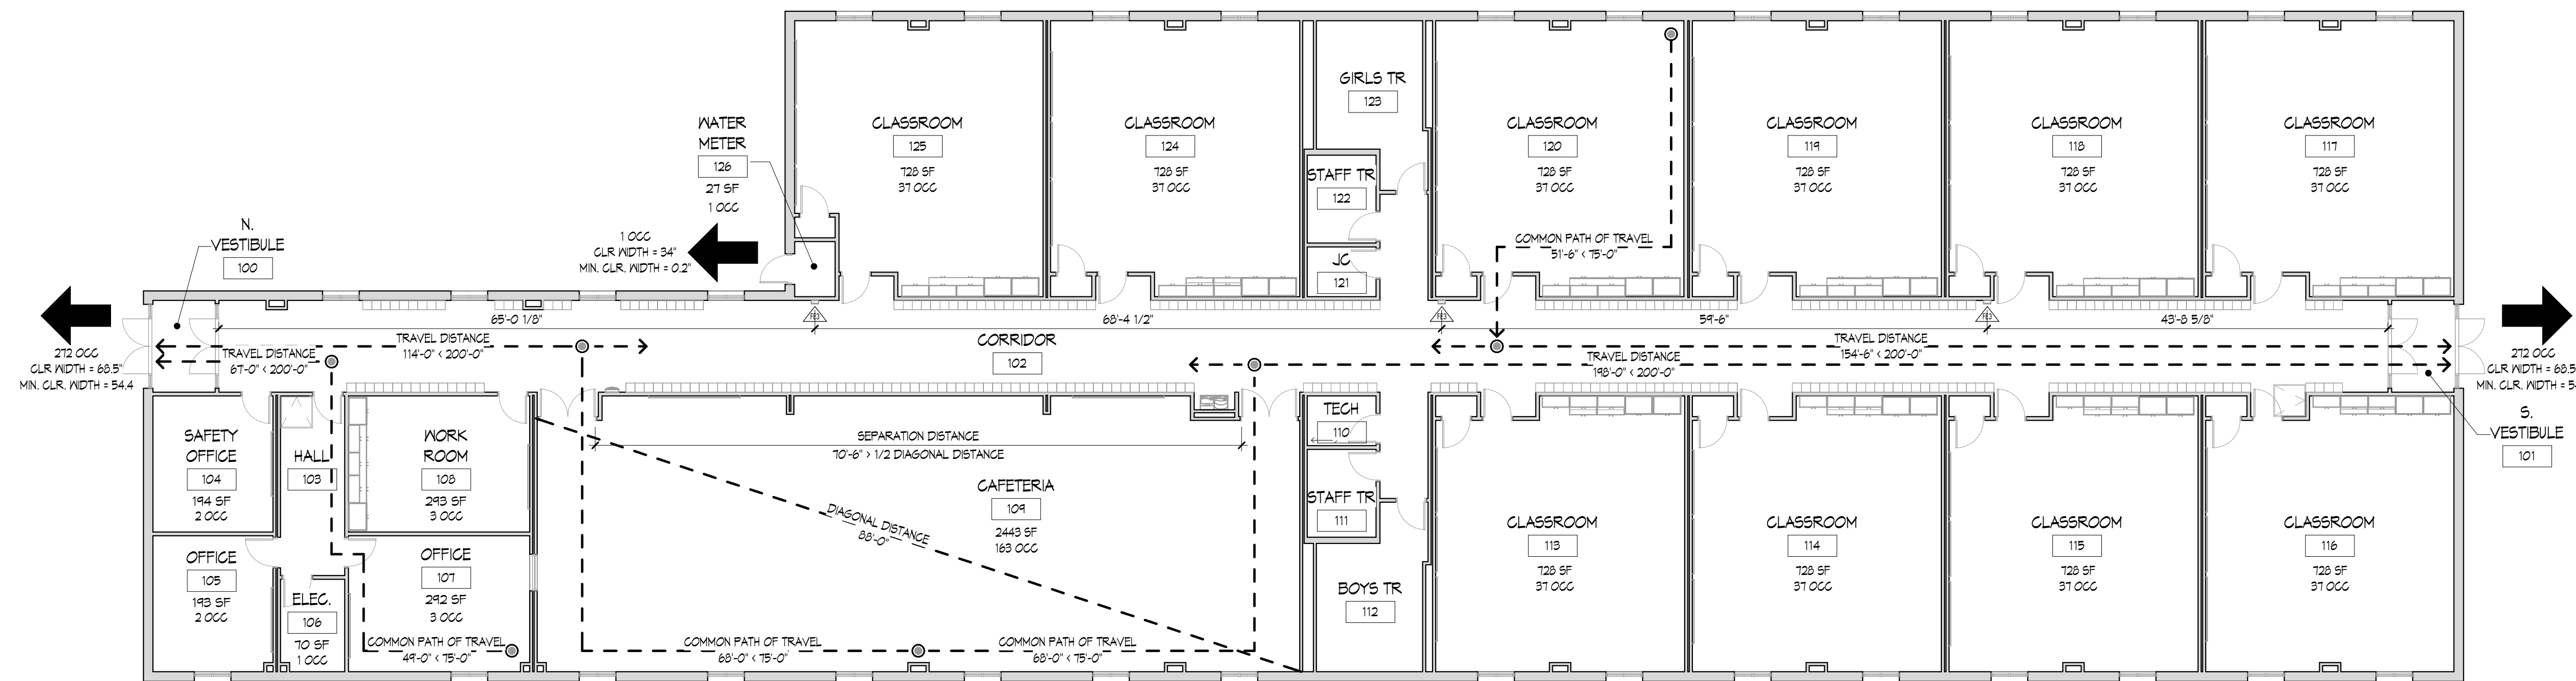 GIRLS TR
123
WATER
METER
126
27 SF
1 OCC
CLASSROOM
125
728 SF
37 OCC
CLASSROOM
124
728 SF
37 OCC
CLASSROOM
120
728 SF
37 OCC
CLASSROOM
119
728 SF
37 OCC
CLASSROOM
118
728 SF
37 OCC
CLASSROOM
117
728 SF
37 OCC
STAFF TR
122
JC
121
N.
VESTIBULE
100
1 OCC
CLR WIDTH = 34"
MIN. CLR. WIDTH = 0.2"
COMMON PATH OF TRAVEL
51'-6" < 75'-0"
65'-0 1/8"
FE3
68'-4 1/2"
FE3
59'-6"
FE3
43'-8 5/8"
272 OCC
CLR WIDTH = 68.5"
MIN. CLR. WIDTH = 54.4
TRAVEL DISTANCE
114'-0" < 200'-0"
TRAVEL DISTANCE
67'-0" < 200'-0"
CORRIDOR
102
TRAVEL DISTANCE
154'-6" < 200'-0"
TRAVEL DISTANCE
198'-0" < 200'-0"
272 OCC
CLR WIDTH = 68.5
MIN. CLR. WIDTH = 5
S.
VESTIBULE
101
SAFETY
OFFICE
104
194 SF
2 OCC
HALL
103
WORK
ROOM
108
293 SF
3 OCC
SEPARATION DISTANCE
70'-6" > 1/2 DIAGONAL DISTANCE
CAFETERIA
109
2443 SF
163 OCC
DIAGONAL DISTANCE
88'-0"
TECH
110
STAFF TR
111
BOYS TR
112
CLASSROOM
113
728 SF
37 OCC
CLASSROOM
114
728 SF
37 OCC
CLASSROOM
115
728 SF
37 OCC
CLASSROOM
116
728 SF
37 OCC
OFFICE
105
193 SF
2 OCC
ELEC.
106
70 SF
1 OCC
OFFICE
107
292 SF
3 OCC
COMMON PATH OF TRAVEL
49'-0" < 75'-0"
COMMON PATH OF TRAVEL
68'-0" < 75'-0"
COMMON PATH OF TRAVEL
68'-0" < 75'-0"